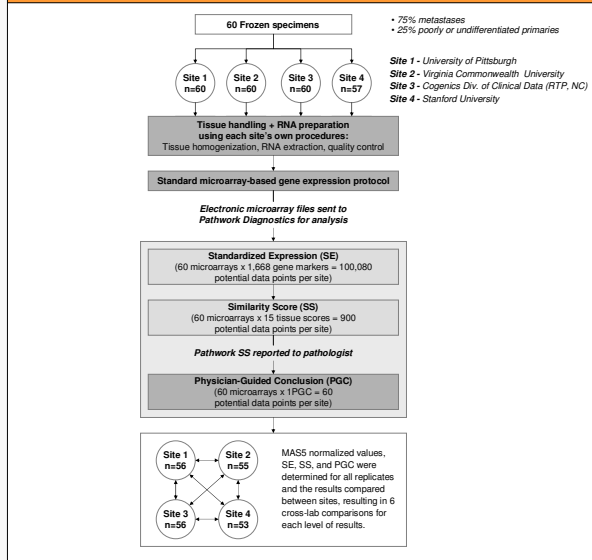 60 Frozen specimens
• 75% metastases
• 25% poorly or undifferentiated primaries
Site 1
n=60
Site 2
n=60
Site 3
n=60
Site 4
n=57
Site 1 - University of Pittsburgh
Site 2 - Virginia Commonwealth University
Site 3 - Cogenics Div. of Clinical Data (RTP, NC)
Site 4 - Stanford University
Tissue handling + RNA preparation
using each site's own procedures:
Tissue homogenization, RNA extraction, quality control
Standard microarray-based gene expression protocol
Electronic microarray files sent to
Pathwork Diagnostics for analysis
Standardized Expression (SE)
(60 microarrays x 1,668 gene markers = 100,080
potential data points per site)
Similarity Score (SS)
(60 microarrays x 15 tissue scores = 900
potential data points per site)
Pathwork SS reported to pathologist
Physician-Guided Conclusion (PGC)
(60 microarrays x 1PGC = 60
potential data points per site)
Site 1
n=56
Site 2
n=55
Site 3
n=56
Site 4
n=53
MAS5 normalized values,
SE, SS, and PGC were
determined for all replicates
and the results compared
between sites, resulting in 6
cross-lab comparisons for
each level of results.